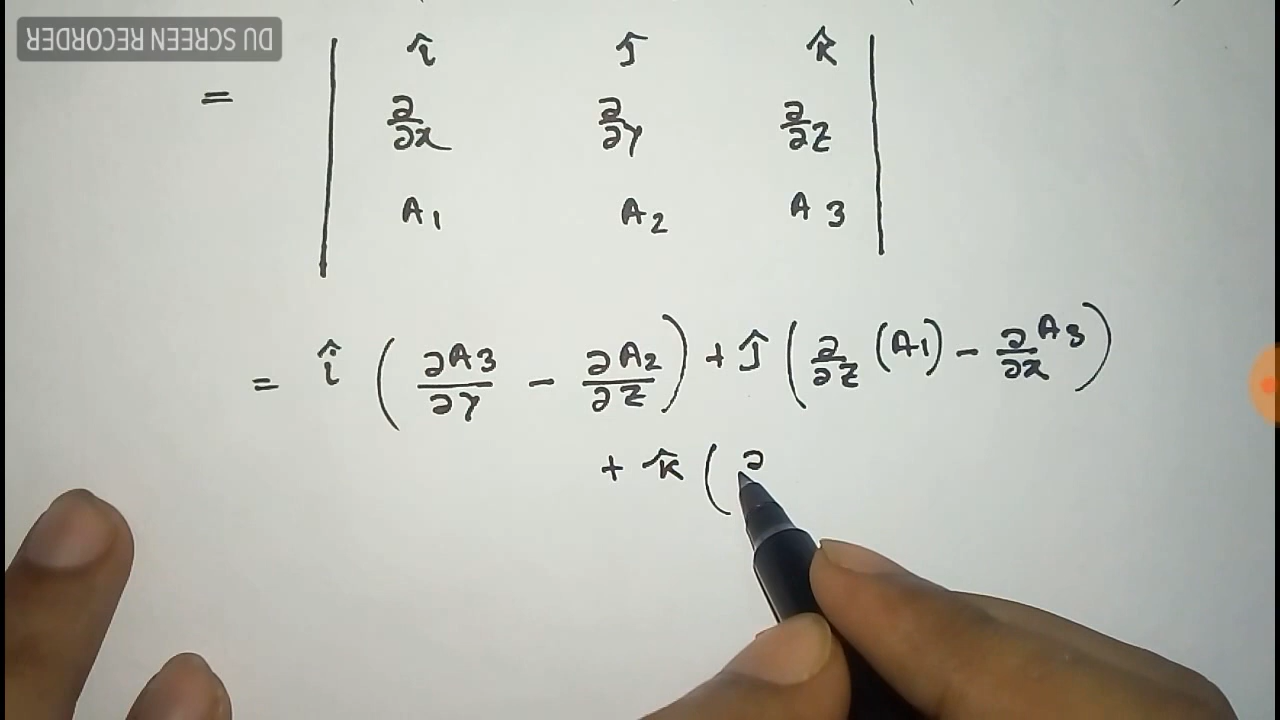 DU SCREEN RECORDER
î ĵ k̂
= | ∂/∂x ∂/∂y ∂/∂z |
A1 A2 A3
= î ( ∂A3/∂y − ∂A2/∂z ) + ĵ ( ∂/∂z (A1) − ∂/∂x A3 )
+ k̂ ( ∂